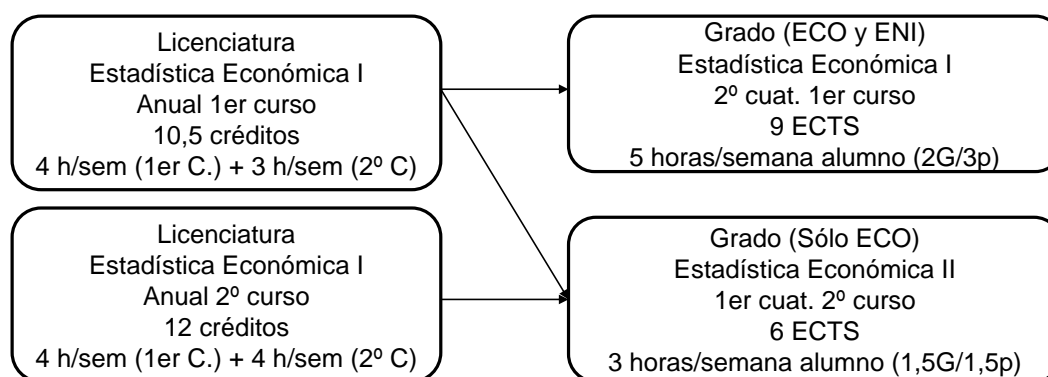 Licenciatura
Estadística Económica I
Anual 1er curso
10,5 créditos
4 h/sem (1er C.) + 3 h/sem (2º C)
Grado (ECO y ENI)
Estadística Económica I
2º cuat. 1er curso
9 ECTS
5 horas/semana alumno (2G/3p)
Licenciatura
Estadística Económica I
Anual 2º curso
12 créditos
4 h/sem (1er C.) + 4 h/sem (2º C)
Grado (Sólo ECO)
Estadística Económica II
1er cuat. 2º curso
6 ECTS
3 horas/semana alumno (1,5G/1,5p)